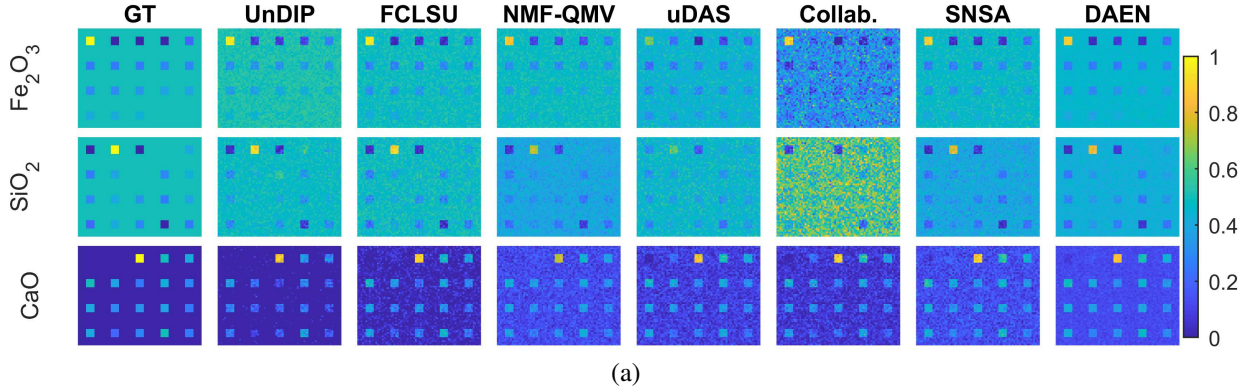 GT UnDIP FCLSU NMF-QMV uDAS Collab. SNSA DAEN
Fe₂O₃
SiO₂
CaO
1
0.8
0.6
0.4
0.2
0
(a)